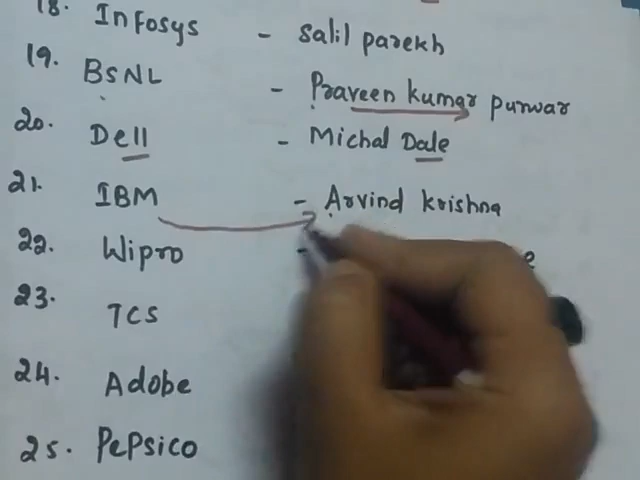 18. Infosys - Salil parekh
19. BSNL - Praveen kumar purwar
20. Dell - Michal Dale
21. IBM - Arvind krishna
22. Wipro -
23. TCS
24. Adobe
25. PePsico